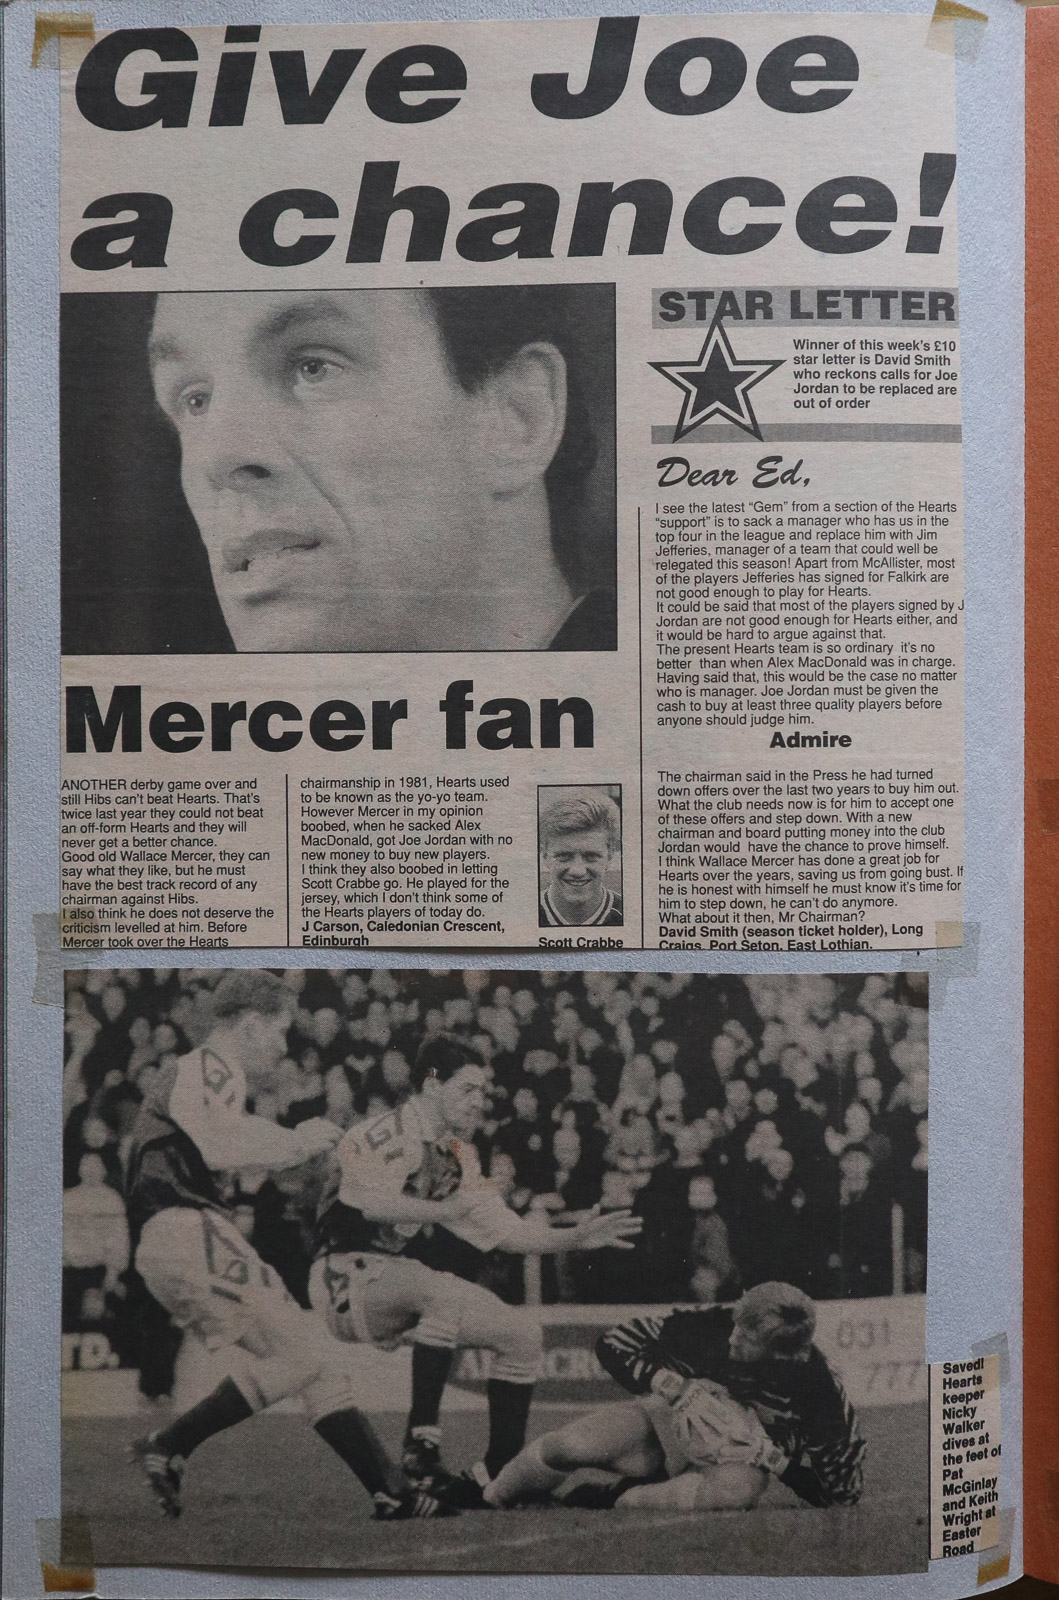 Give Joe
a chance!
STAR LETTER
Winner of this week's £10
star letter is David Smith
who reckons calls for Joe
Jordan to be replaced are
out of order
Dear Ed,
I see the latest "Gem" from a section of the Hearts
"support" is to sack a manager who has us in the
top four in the league and replace him with Jim
Jefferies, manager of a team that could well be
relegated this season! Apart from McAllister, most
of the players Jefferies has signed for Falkirk are
not good enough to play for Hearts.
It could be said that most of the players signed by J
Jordan are not good enough for Hearts either, and
it would be hard to argue against that.
The present Hearts team is so ordinary it's no
better than when Alex MacDonald was in charge.
Having said that, this would be the case no matter
who is manager. Joe Jordan must be given the
cash to buy at least three quality players before
anyone should judge him.
Admire
The chairman said in the Press he had turned
down offers over the last two years to buy him out.
What the club needs now is for him to accept one
of these offers and step down. With a new
chairman and board putting money into the club
Jordan would have the chance to prove himself.
I think Wallace Mercer has done a great job for
Hearts over the years, saving us from going bust. If
he is honest with himself he must know it's time for
him to step down, he can't do anymore.
What about it then, Mr Chairman?
David Smith (season ticket holder), Long
Craigs, Port Seton, East Lothian.
Mercer fan
ANOTHER derby game over and
still Hibs can't beat Hearts. That's
twice last year they could not beat
an off-form Hearts and they will
never get a better chance.
Good old Wallace Mercer, they can
say what they like, but he must
have the best track record of any
chairman against Hibs.
I also think he does not deserve the
criticism levelled at him. Before
Mercer took over the Hearts
chairmanship in 1981, Hearts used
to be known as the yo-yo team.
However Mercer in my opinion
boobed, when he sacked Alex
MacDonald, got Joe Jordan with no
new money to buy new players.
I think they also boobed in letting
Scott Crabbe go. He played for the
jersey, which I don't think some of
the Hearts players of today do.
J Carson, Caledonian Crescent,
Edinburgh
Scott Crabbe
TD.
031
777
Saved!
Hearts
keeper
Nicky
Walker
dives at
the feet of
Pat
McGinlay
and Keith
Wright at
Easter
Road